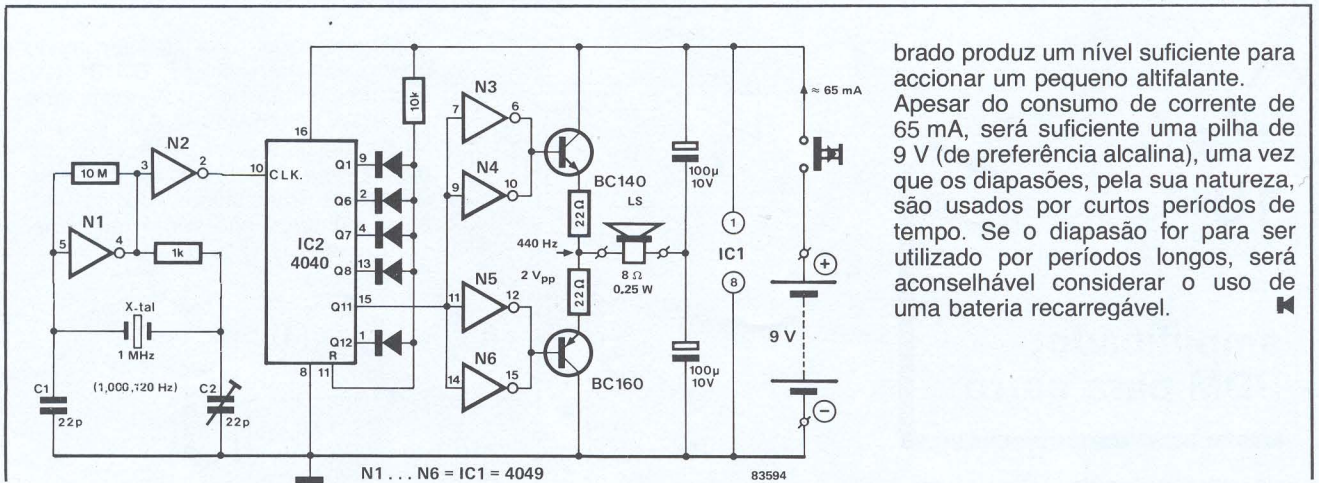 N3
7
6
≈ 65 mA
10k
N2
16
3
2
10 M
10
CLK.
Q1
9
N4
9
10
BC140
100µ
10V
LS
Q6
2
N1
5
4
1k
IC2
4040
Q7
4
22 Ω
1
440 Hz
IC1
Q8
13
2 Vpp
8 Ω
0,25 W
8
N5
11
12
22 Ω
X-tal
1 MHz
Q11
15
9 V
Q12
1
R
N6
14
15
BC160
100µ
10V
C1
22p
(1,000,120 Hz)
C2
22p
8
11
N1 . . . N6 = IC1 = 4049
83594
brado produz um nível suficiente para
accionar um pequeno altifalante.
Apesar do consumo de corrente de
65 mA, será suficiente uma pilha de
9 V (de preferência alcalina), uma vez
que os diapasões, pela sua natureza,
são usados por curtos períodos de
tempo. Se o diapasão for para ser
utilizado por períodos longos, será
aconselhável considerar o uso de
uma bateria recarregável.